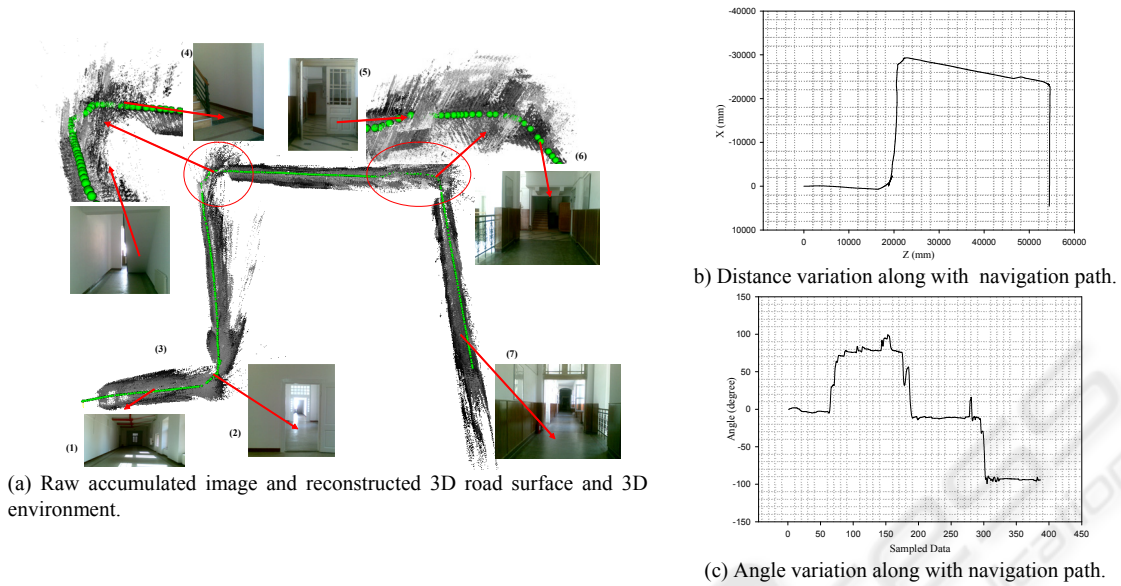 (4)
(5)
(6)
(3)
(7)
(1)
(2)
(a) Raw accumulated image and reconstructed 3D road surface and 3D
environment.
-40000
-30000
-20000
-10000
0
10000
X (mm)
-10000 0 10000 20000 30000 40000 50000 60000
Z (mm)
b) Distance variation along with navigation path.
150
100
50
0
-50
-100
-150
Angle (degree)
0 50 100 150 200 250 300 350 400 450
Sampled Data
(c) Angle variation along with navigation path.